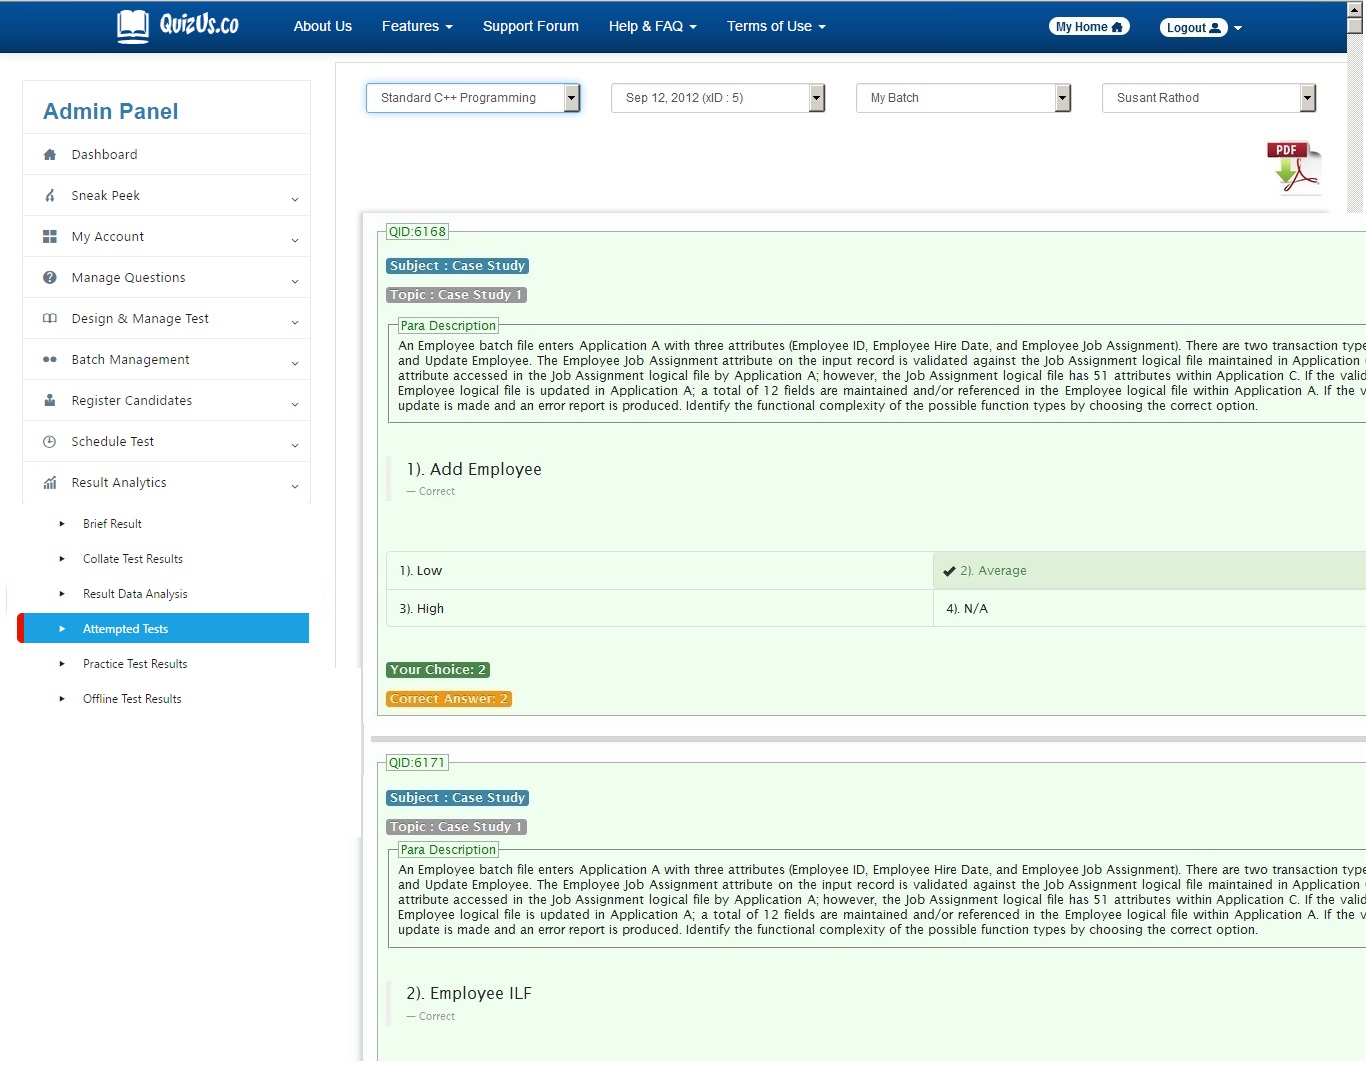 QuizUs.co
About Us
Features
Support Forum
Help & FAQ
Terms of Use
My Home
Logout
Admin Panel
Dashboard
Sneak Peek
My Account
Manage Questions
Design & Manage Test
Batch Management
Register Candidates
Schedule Test
Result Analytics
Brief Result
Collate Test Results
Result Data Analysis
Attempted Tests
Practice Test Results
Offline Test Results
Standard C++ Programming
Sep 12, 2012 (xID : 5)
My Batch
Susant Rathod
PDF
QID:6168
Subject : Case Study
Topic : Case Study 1
Para Description
An Employee batch file enters Application A with three attributes (Employee ID, Employee Hire Date, and Employee Job Assignment). There are two transaction type
and Update Employee. The Employee Job Assignment attribute on the input record is validated against the Job Assignment logical file maintained in Application
attribute accessed in the Job Assignment logical file by Application A; however, the Job Assignment logical file has 51 attributes within Application C. If the valid
Employee logical file is updated in Application A; a total of 12 fields are maintained and/or referenced in the Employee logical file within Application A. If the v
update is made and an error report is produced. Identify the functional complexity of the possible function types by choosing the correct option.
1). Add Employee
— Correct
1). Low
2). Average
3). High
4). N/A
Your Choice: 2
Correct Answer: 2
QID:6171
Subject : Case Study
Topic : Case Study 1
Para Description
An Employee batch file enters Application A with three attributes (Employee ID, Employee Hire Date, and Employee Job Assignment). There are two transaction type
and Update Employee. The Employee Job Assignment attribute on the input record is validated against the Job Assignment logical file maintained in Application
attribute accessed in the Job Assignment logical file by Application A; however, the Job Assignment logical file has 51 attributes within Application C. If the valid
Employee logical file is updated in Application A; a total of 12 fields are maintained and/or referenced in the Employee logical file within Application A. If the v
update is made and an error report is produced. Identify the functional complexity of the possible function types by choosing the correct option.
2). Employee ILF
— Correct